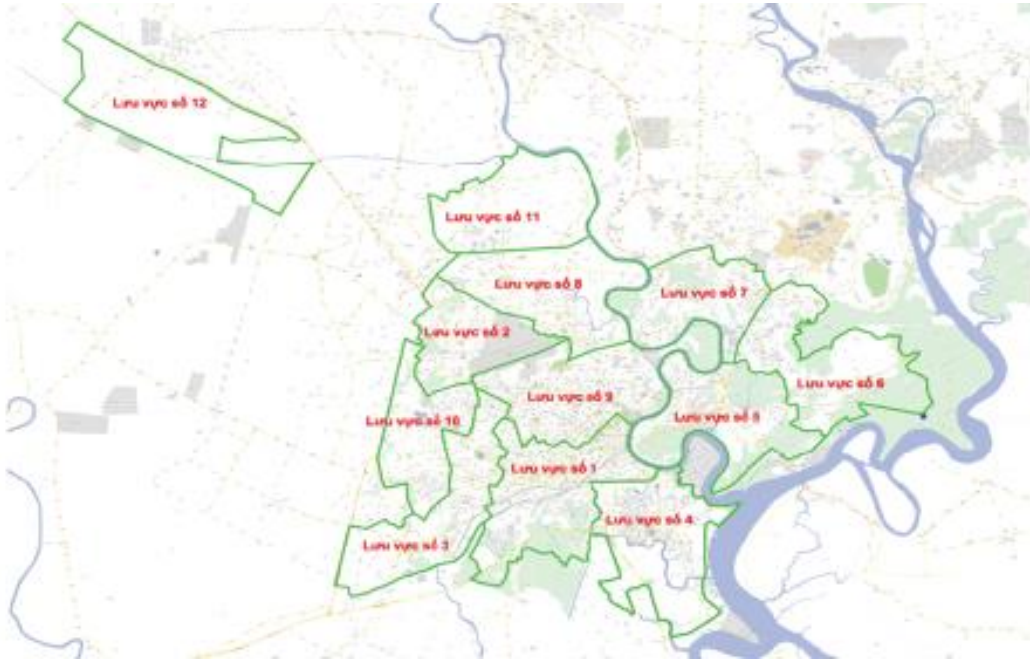 Lưu vực số 12
Lưu vực số 11
Lưu vực số 8
Lưu vực số 7
Lưu vực số 2
Lưu vực số 6
Lưu vực số 9
Lưu vực số 5
Lưu vực số 10
Lưu vực số 1
Lưu vực số 4
Lưu vực số 3